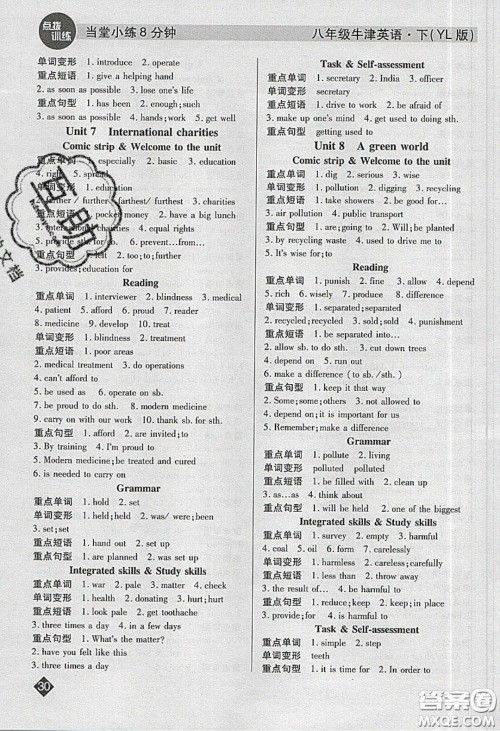 点拨训练 当堂小练8分钟 八年级牛津英语·下(YL版)
单词变形 1. introduce 2. operate
重点短语 1. give a helping hand
2. as soon as possible 3. lose one's life
重点句型 1. has been 2. enough;such
3. as soon as possible 4. hands;work 5. get well
Unit 7 International charities
Comic strip & Welcome to the unit
重点单词 1. especially 2. basic 3. education
4. right 5. spread
单词变形 1. education
2. farther / further / farthest/ furthest 3. charities
重点短语 pocket money 2. have a big lunch
3. international charities 4. equal rights
5. provide sth. for/ 6. prevent…from…
重点句型 1. left 2. too;to;further
3. provides;education for
Reading
重点单词 1. interviewer 2. blindness 3. medical
4. patient 5. afford 6. proud 7. reader
8. medicine 9. develop 10. treat
单词变形 1. blindness 2. treatment
重点短语 1. poor areas
2. medical treatment 3. do operations
4. can't afford to
5. be used as 6. operate on sb.
7. be proud to do sth. 8. modern medicine
9. carry on with our work 10. thank sb. for sth.
重点句型 1. afford 2. are invited;to
3. By training 4. I'm proud to
5. Modern medicine;be treated and cured
6. is needed to carry on
Grammar
重点单词 1. hold 2. set
单词变形 1. held;held 2. was/were;been
3. set;set
重点句型 1. are planned 2. was set up
Integrated skills & Study skills
重点单词 1. war 2. pale 3. matter
单词变形 1. health 2. donating 3. hurt;hurt
重点短语 1. look pale 2. get toothache
3. three times a day 4. in a few days
重点句型 1. What's the matter?
2. have you felt like this
3. three times a day
Task & Self-assessment
重点单词 1. secretary 2. India 3. oil
单词变形 secretary
重点短语 1. drive to work 2. be afraid of
3. make up one's mind 4. get used to doing sth.
重点句型 getting used to
Unit 8 A green world
Comic strip & Welcome to the unit
重点单词 1. dig 2. serious 3. wise
单词变形 1. pollution 2. digging 3. wisely
重点短语 1. take showers 2. be good for…
3. air pollution 4. public transport
重点句型 1. are;going to 2. Will;be planted
3. by recycling waste 4. used to;to drive to
5. It's wise for;to
Reading
重点单词 1. punish 2. fine 3. allow 4. depend
5. rich 6. wisely 7. produce 8. difference
单词变形 1. separated;separated
2. recycled;recycled 3. sold;sold 4. punishment
重点短语 1. be separated into…
2. allow sb. to do sth. 3. cut down trees
4. depend on 5. run out
6. make a difference (to sb. /sth.)
重点句型 1. keep it that way
2. Some;some;others 3. do not allow
4. depend on;it is important for us
5. Remember;make a difference to
Grammar
重点单词 1. pollute 2. living
单词变形 polluted polluted
重点短语 1. change into 2. less than
3. as…as 4. think about
重点句型 1. will be held 2. one of the biggest
Integrated skills & Study skills
重点单词 1. survey 2. empty 3. harmful
4. coal 5. oil 6. form 7. carelessly
单词变形 1. harmless 2. careless;carefully
重点短语 1. less than 2. throw away
3. the result of… 4. be harmful to
重点句型 1. reduce;keep 2. keep;in place
3. provide;for 4. is harmful to
Task & Self-assessment
单词变形 teeth
重点句型 1. it is time for 2. In order to
30